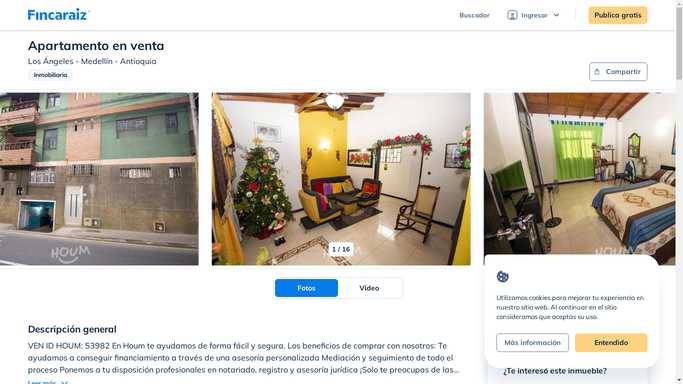 Fincaraiz
Buscador
Ingresar
Publica gratis
Apartamento en venta
Los Ángeles - Medellín - Antioquia
Inmobiliaria
Compartir
HOUM
HOUM
HOUM
1 / 16
Fotos
Video
Utilizamos cookies para mejorar tu experiencia en
nuestro sitio web. Al continuar en el sitio
consideramos que aceptas su uso.
Más información
Entendido
Descripción general
VEN ID HOUM: 53982 En Houm te ayudamos de forma fácil y segura. Los beneficios de comprar con nosotros: Te
ayudamos a conseguir financiamiento a través de una asesoría personalizada Mediación y seguimiento de todo el
proceso Ponemos a tu disposición profesionales en notariado, registro y asesoría jurídica ¡Solo te preocupas de las...
Leer más
¿Te interesó este inmueble?